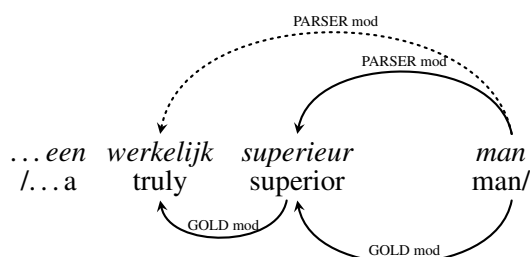 PARSER mod
PARSER mod
... een werkelijk superieur man
/... a truly superior man/
GOLD mod
GOLD mod